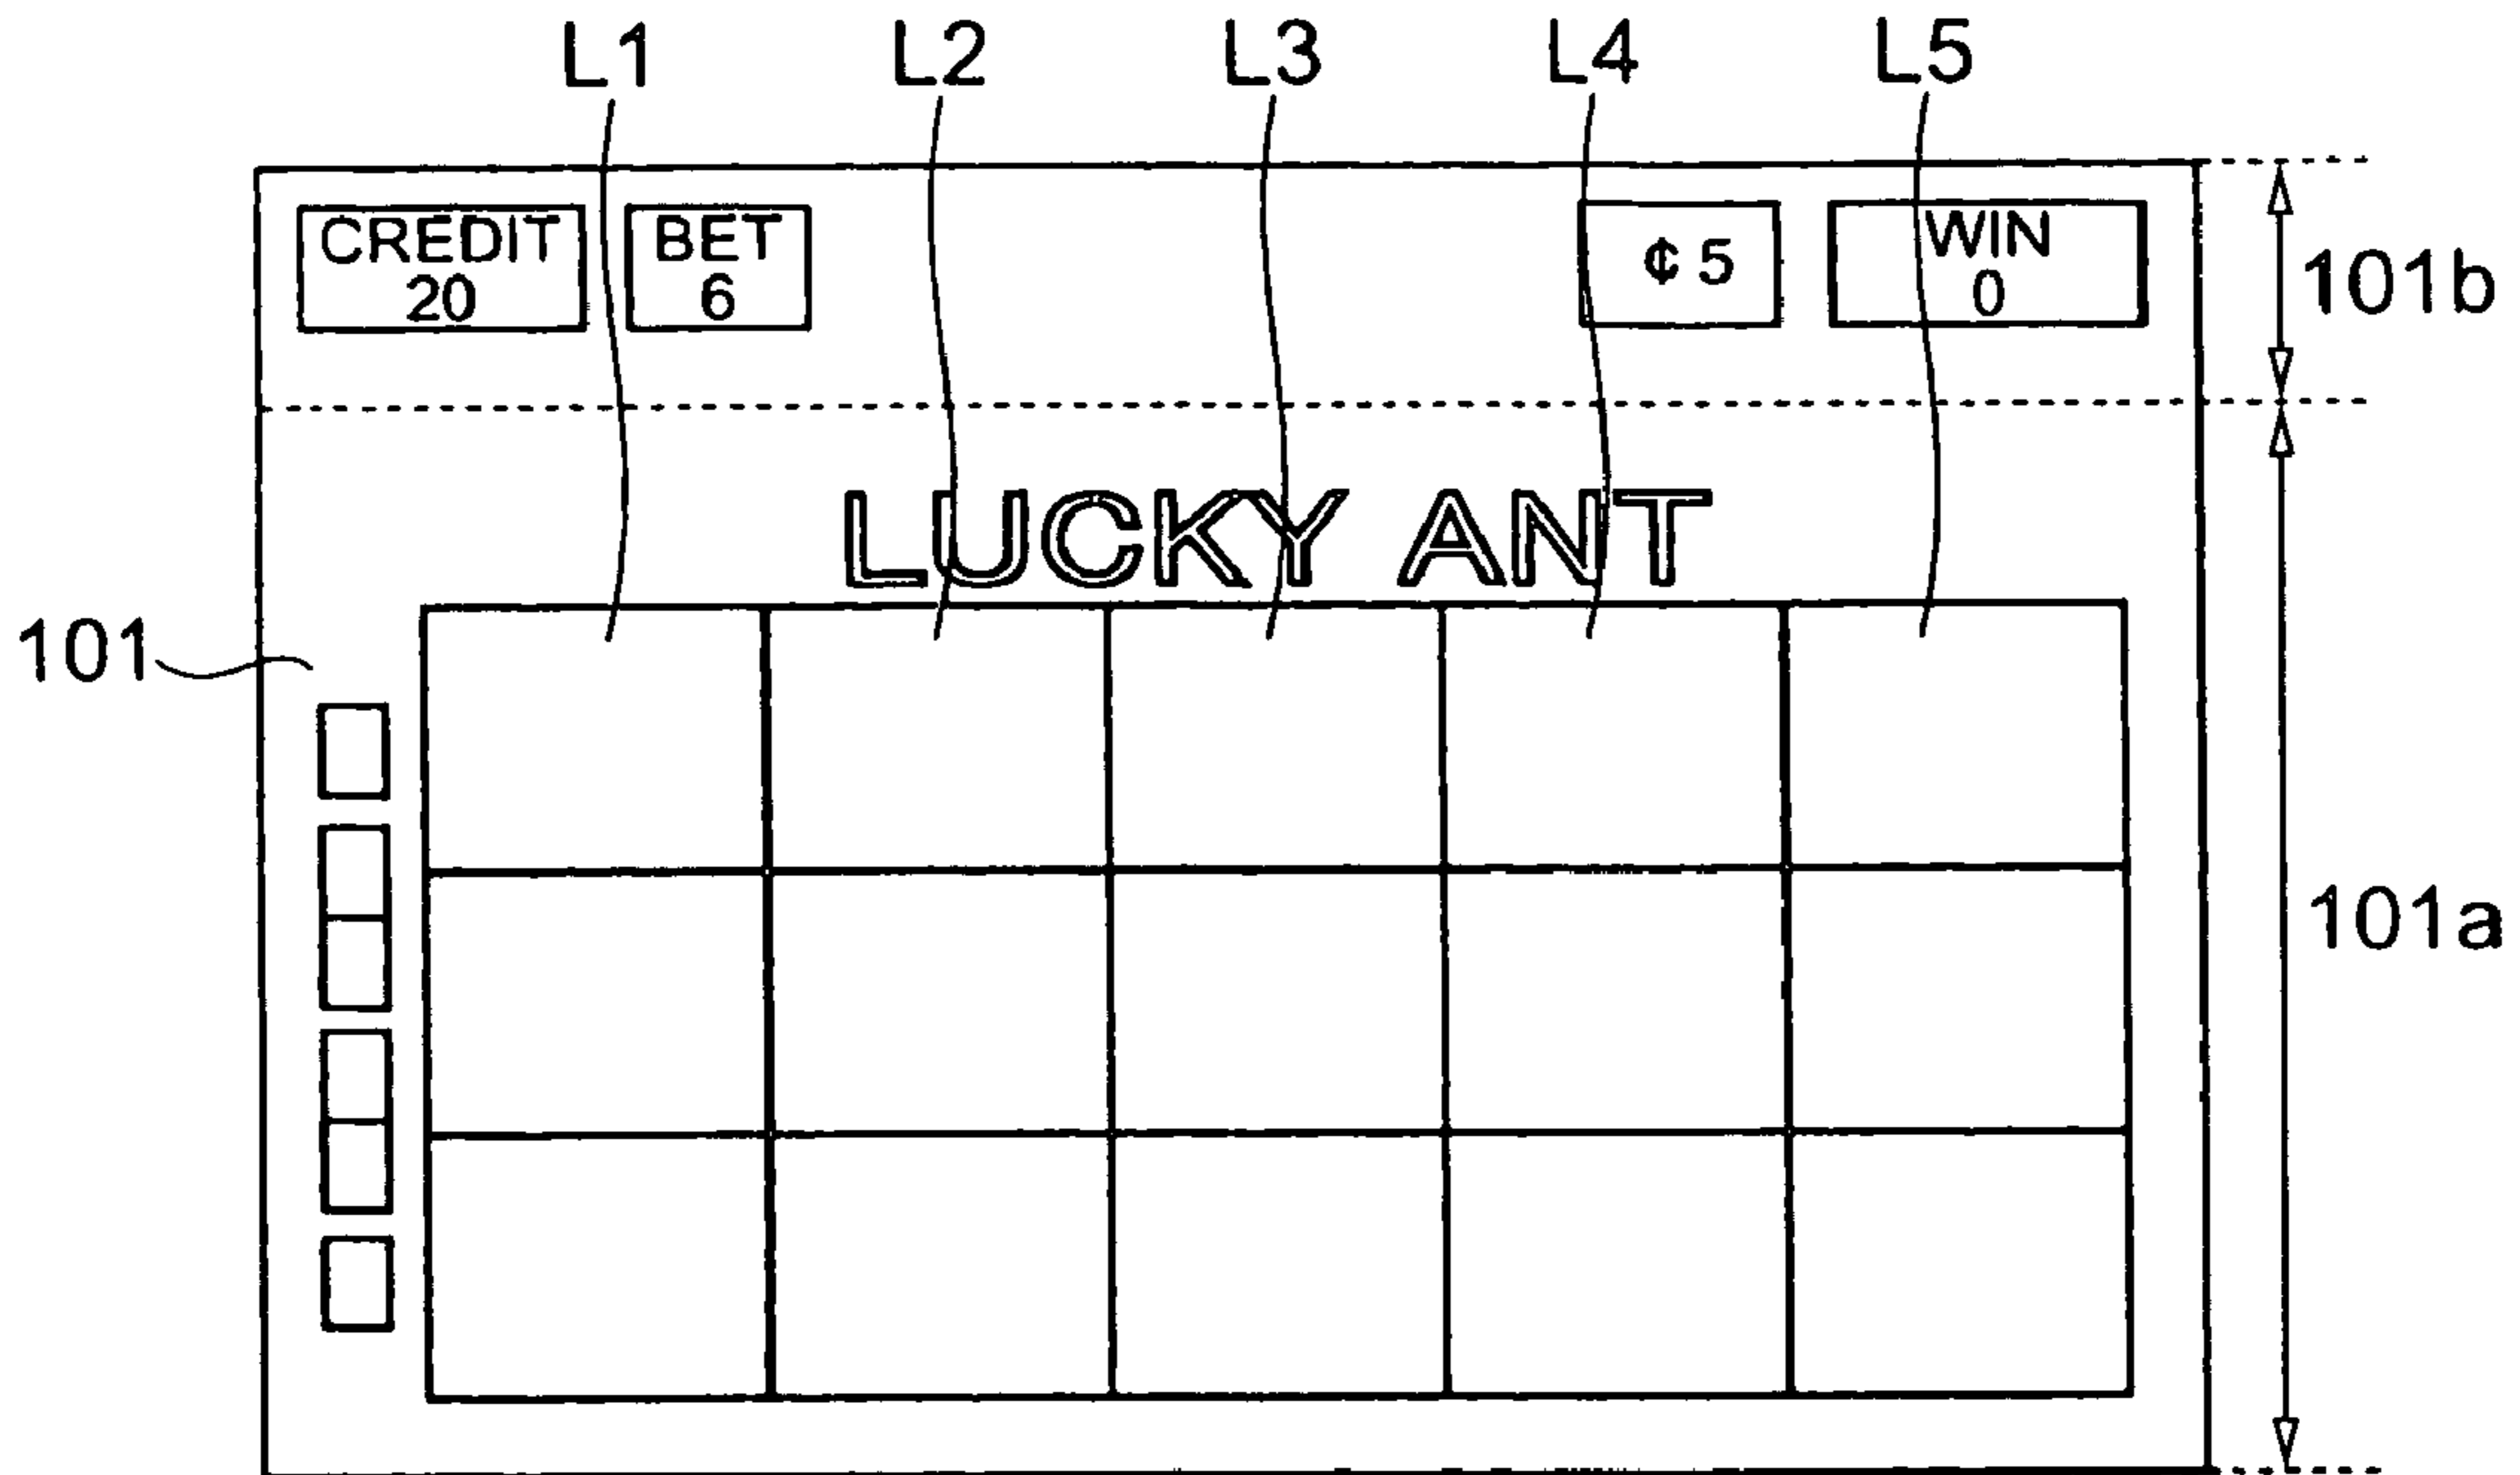 L1 L2 L3 L4 L5
CREDIT
20
BET
6
¢ 5
WIN
0
101b
LUCKY ANT
101
101a